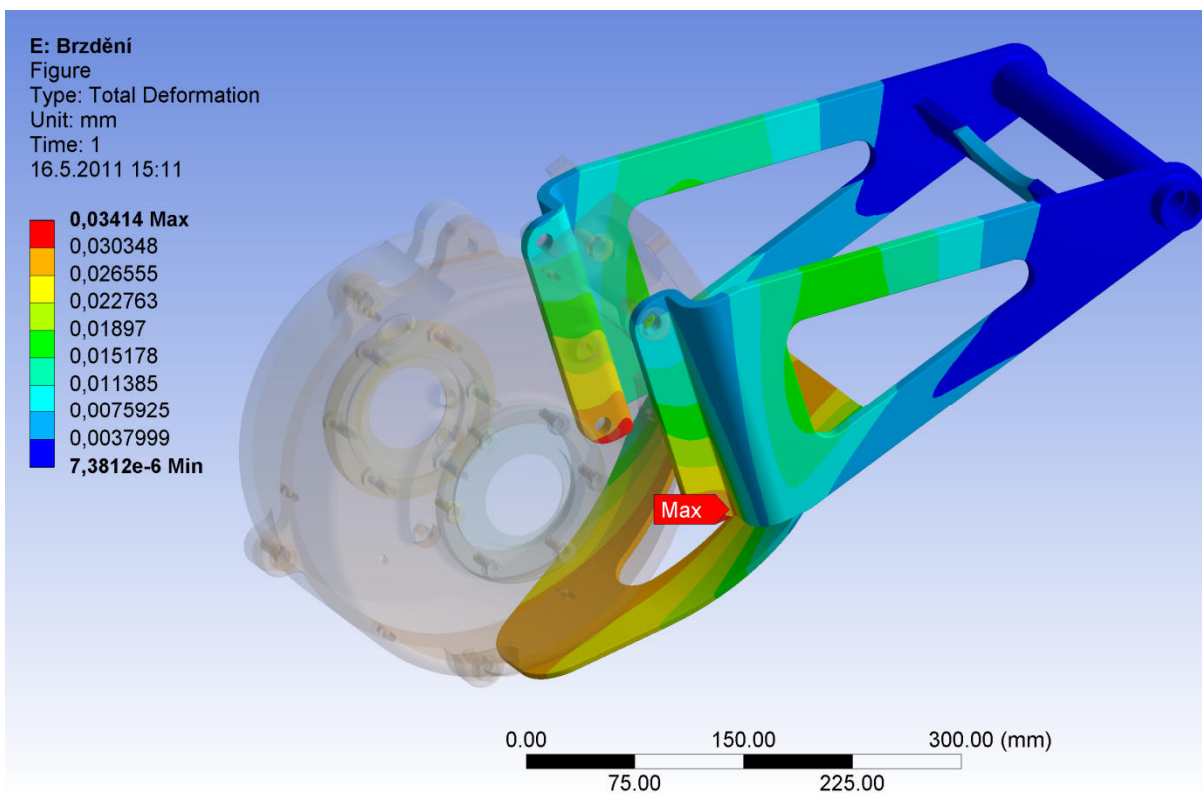 E: Brzdění
Figure
Type: Total Deformation
Unit: mm
Time: 1
16.5.2011 15:11
0,03414 Max
0,030348
0,026555
0,022763
0,01897
0,015178
0,011385
0,0075925
0,0037999
7,3812e-6 Min
Max
0.00 150.00 300.00 (mm)
75.00 225.00